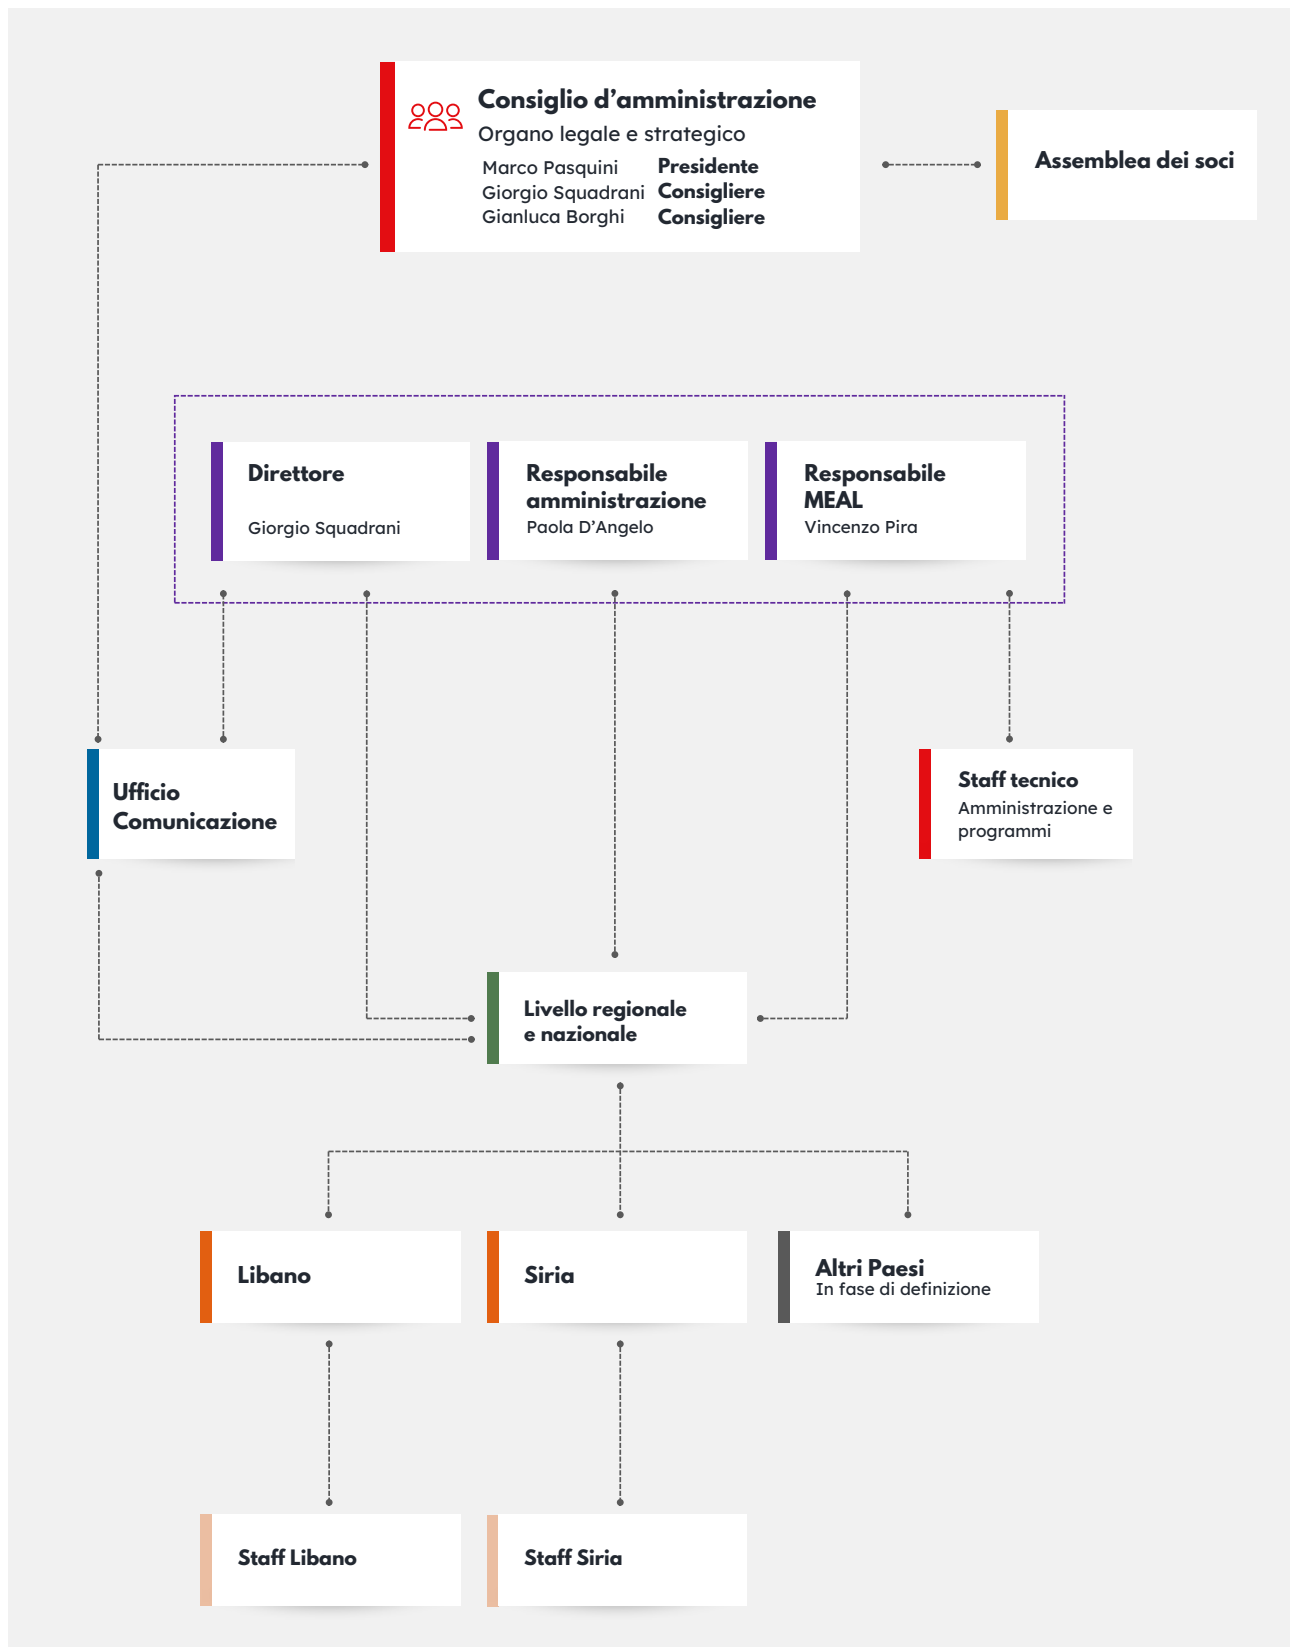 Consiglio d’amministrazione
Organo legale e strategico
Marco Pasquini Presidente
Giorgio Squadrani Consigliere
Gianluca Borghi Consigliere
Assemblea dei soci
Direttore
Giorgio Squadrani
Responsabile
amministrazione
Paola D’Angelo
Responsabile
MEAL
Vincenzo Pira
Ufficio
Comunicazione
Staff tecnico
Amministrazione e
programmi
Livello regionale
e nazionale
Libano
Siria
Altri Paesi
In fase di definizione
Staff Libano
Staff Siria